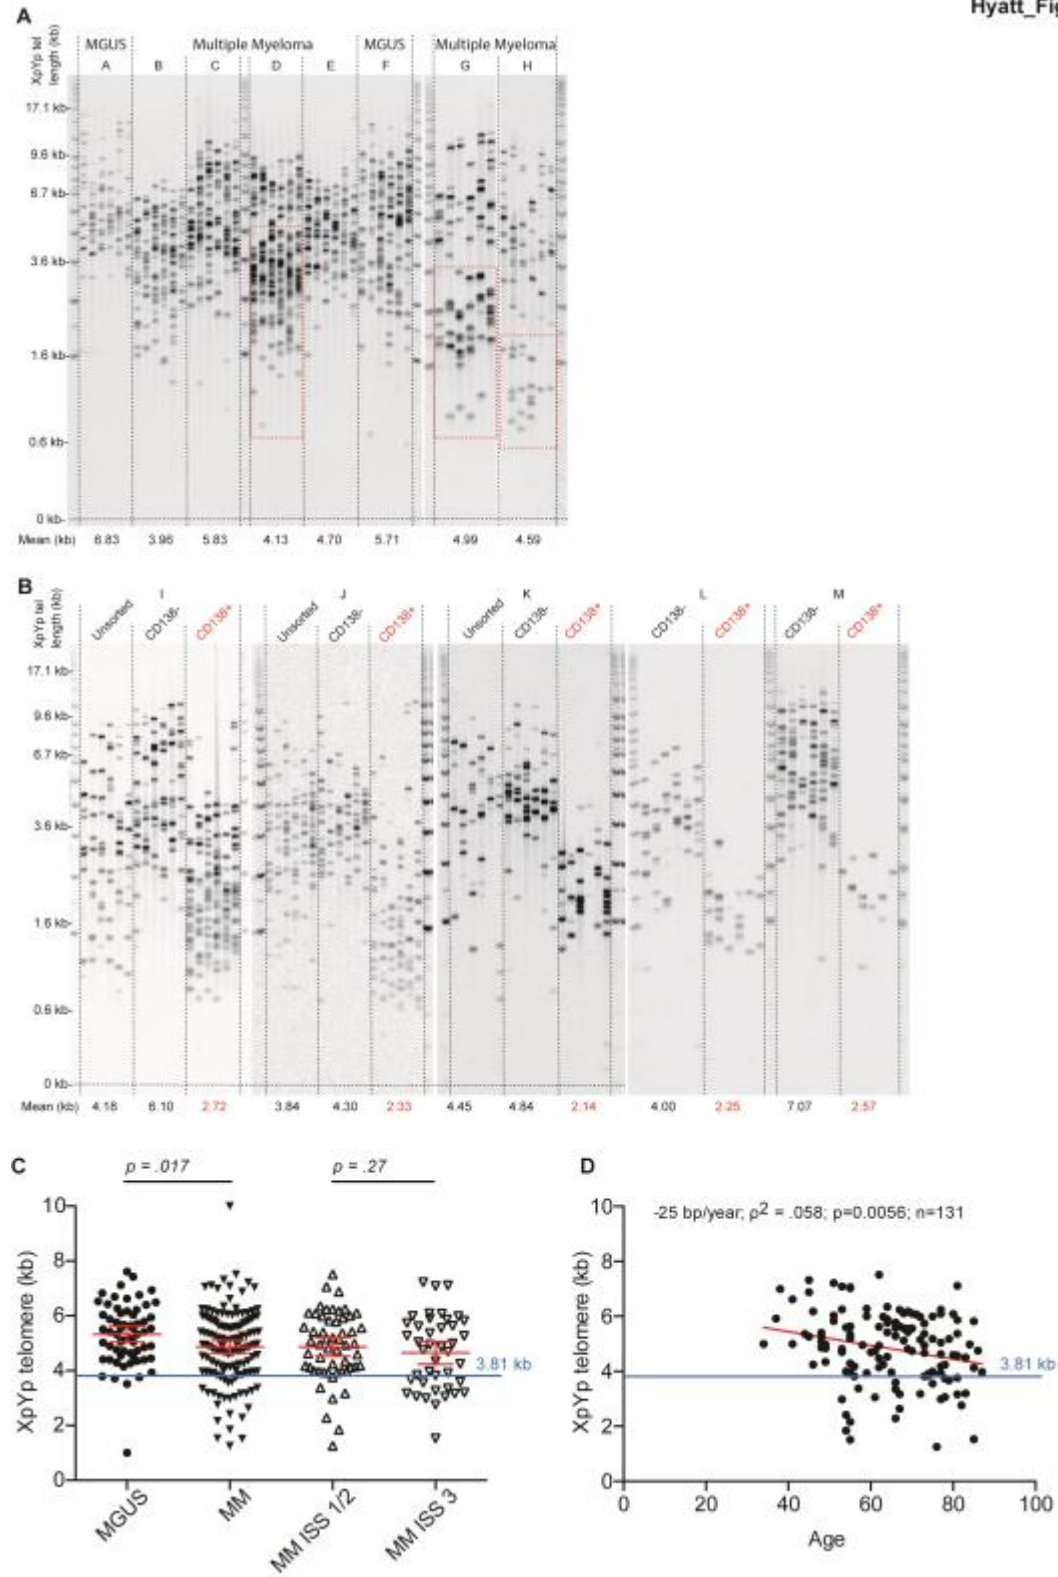 Hyatt_Fig
A
XpYp tel
length (kb)
MGUS Multiple Myeloma MGUS Multiple Myeloma
A B C D E F G H
17.1 kb-
9.6 kb-
6.7 kb-
3.6 kb-
1.6 kb-
0.6 kb-
0 kb-
Mean (kb) 6.83 3.96 5.83 4.13 4.70 5.71 4.99 4.59
B
XpYp tel
length (kb)
I J K L M
Unsorted CD138- CD138+ Unsorted CD138- CD138+ Unsorted CD138- CD138+ CD138- CD138+ CD138- CD138+
17.1 kb-
9.6 kb-
6.7 kb-
3.6 kb-
1.6 kb-
0.6 kb-
0 kb-
Mean (kb) 4.18 6.10 2.72 3.84 4.30 2.33 4.45 4.84 2.14 4.00 2.25 7.07 2.57
C
p = .017 p = .27
XpYp telomere (kb)
10
8
6
4
2
0
3.81 kb
MGUS MM MM ISS 1/2 MM ISS 3
D
-25 bp/year; ρ2 = .058; p=0.0056; n=131
XpYp telomere (kb)
10
8
6
4
2
0
3.81 kb
0 20 40 60 80 100
Age